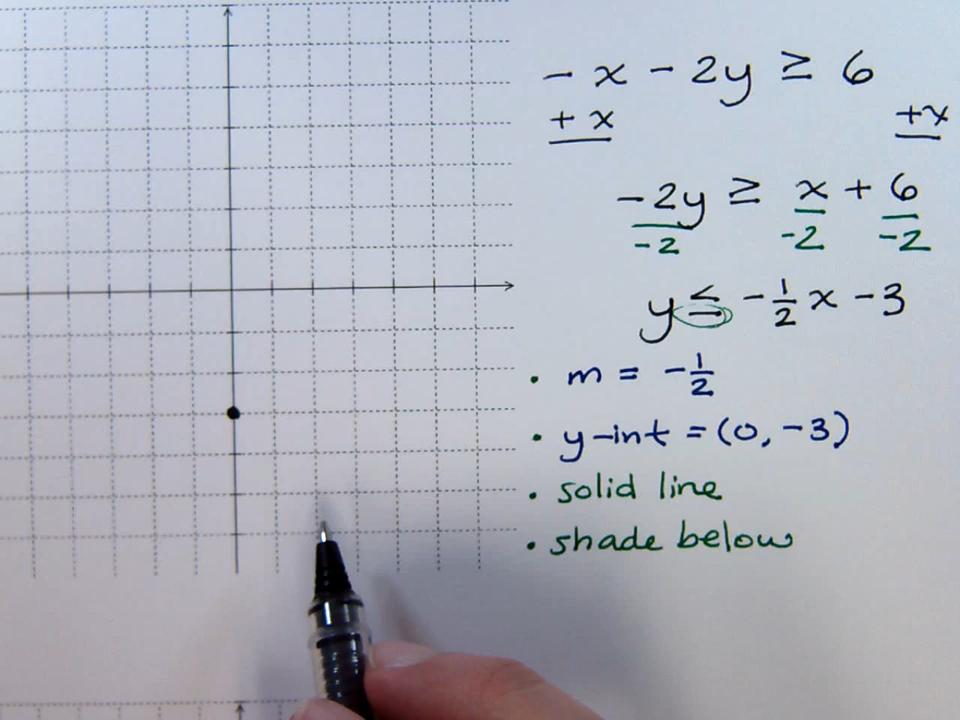 - x - 2y ≥ 6
+ x +x
-2y ≥ x + 6
-2 -2 -2
y ≤ -1/2 x - 3
• m = -1/2
• y-int = (0, -3)
• solid line
• shade below